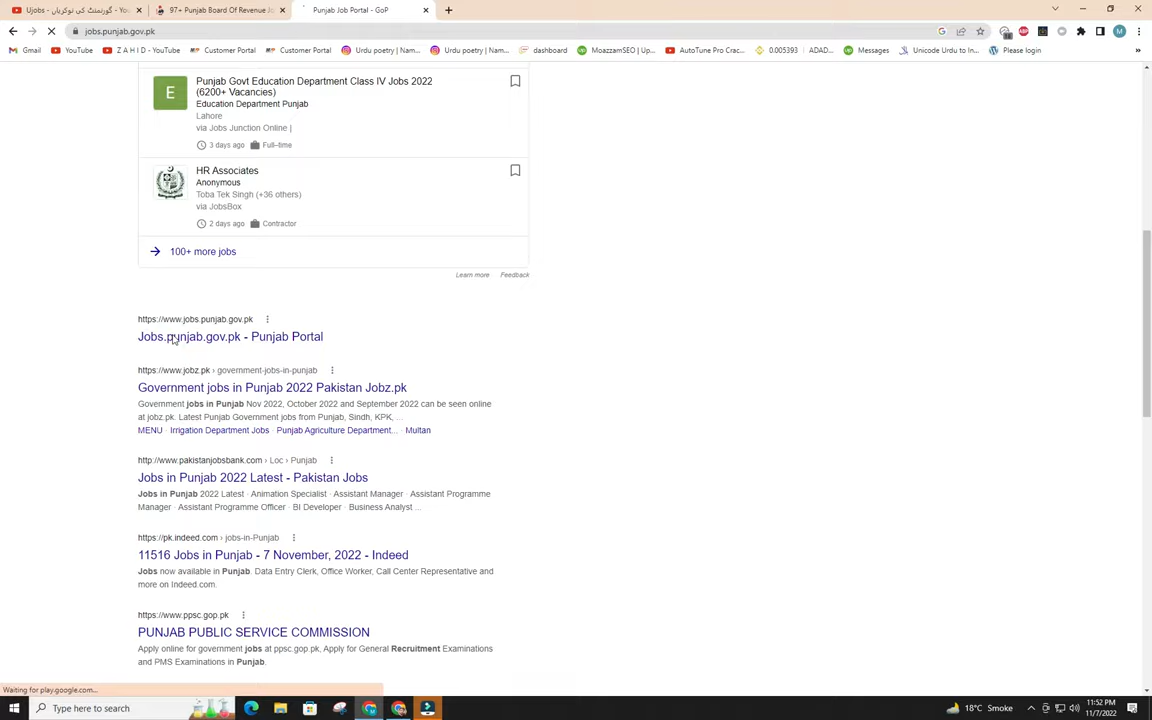 Ujobs - گورنمنٹ کی نوکریاں - You
97+ Punjab Board Of Revenue Jo
Punjab Job Portal - GoP
jobs.punjab.gov.pk
Gmail
YouTube
Z A H I D - YouTube
Customer Portal
Customer Portal
Urdu poetry ( Nam...
Urdu poetry ( Nam...
dashboard
MoazzamSEO | Up...
AutoTune Pro Crac...
0.005393 | ADAD...
Messages
Unicode Urdu to In...
Please login
»
E
Punjab Govt Education Department Class IV Jobs 2022
(6200+ Vacancies)
Education Department Punjab
Lahore
via Jobs Junction Online |
3 days ago
Full–time
HR Associates
Anonymous
Toba Tek Singh (+36 others)
via JobsBox
2 days ago
Contractor
100+ more jobs
Learn more
Feedback
https://www.jobs.punjab.gov.pk
Jobs.punjab.gov.pk - Punjab Portal
https://www.jobz.pk › government-jobs-in-punjab
Government jobs in Punjab 2022 Pakistan Jobz.pk
Government jobs in Punjab Nov 2022, October 2022 and September 2022 can be seen online
at jobz.pk. Latest Punjab Government jobs from Punjab, Sindh, KPK, ...
MENU · Irrigation Department Jobs · Punjab Agriculture Department... · Multan
http://www.pakistanjobsbank.com › Loc › Punjab
Jobs in Punjab 2022 Latest - Pakistan Jobs
Jobs in Punjab 2022 Latest · Animation Specialist · Assistant Manager · Assistant Programme
Manager · Assistant Programme Officer · BI Developer · Business Analyst ...
https://pk.indeed.com › jobs-in-Punjab
11516 Jobs in Punjab - 7 November, 2022 - Indeed
Jobs now available in Punjab. Data Entry Clerk, Office Worker, Call Center Representative and
more on Indeed.com.
https://www.ppsc.gop.pk
PUNJAB PUBLIC SERVICE COMMISSION
Apply online for government jobs at ppsc.gop.pk, Apply for General Recruitment Examinations
and PMS Examinations in Punjab.
Waiting for play.google.com...
Type here to search
18°C Smoke
11:52 PM
11/7/2022